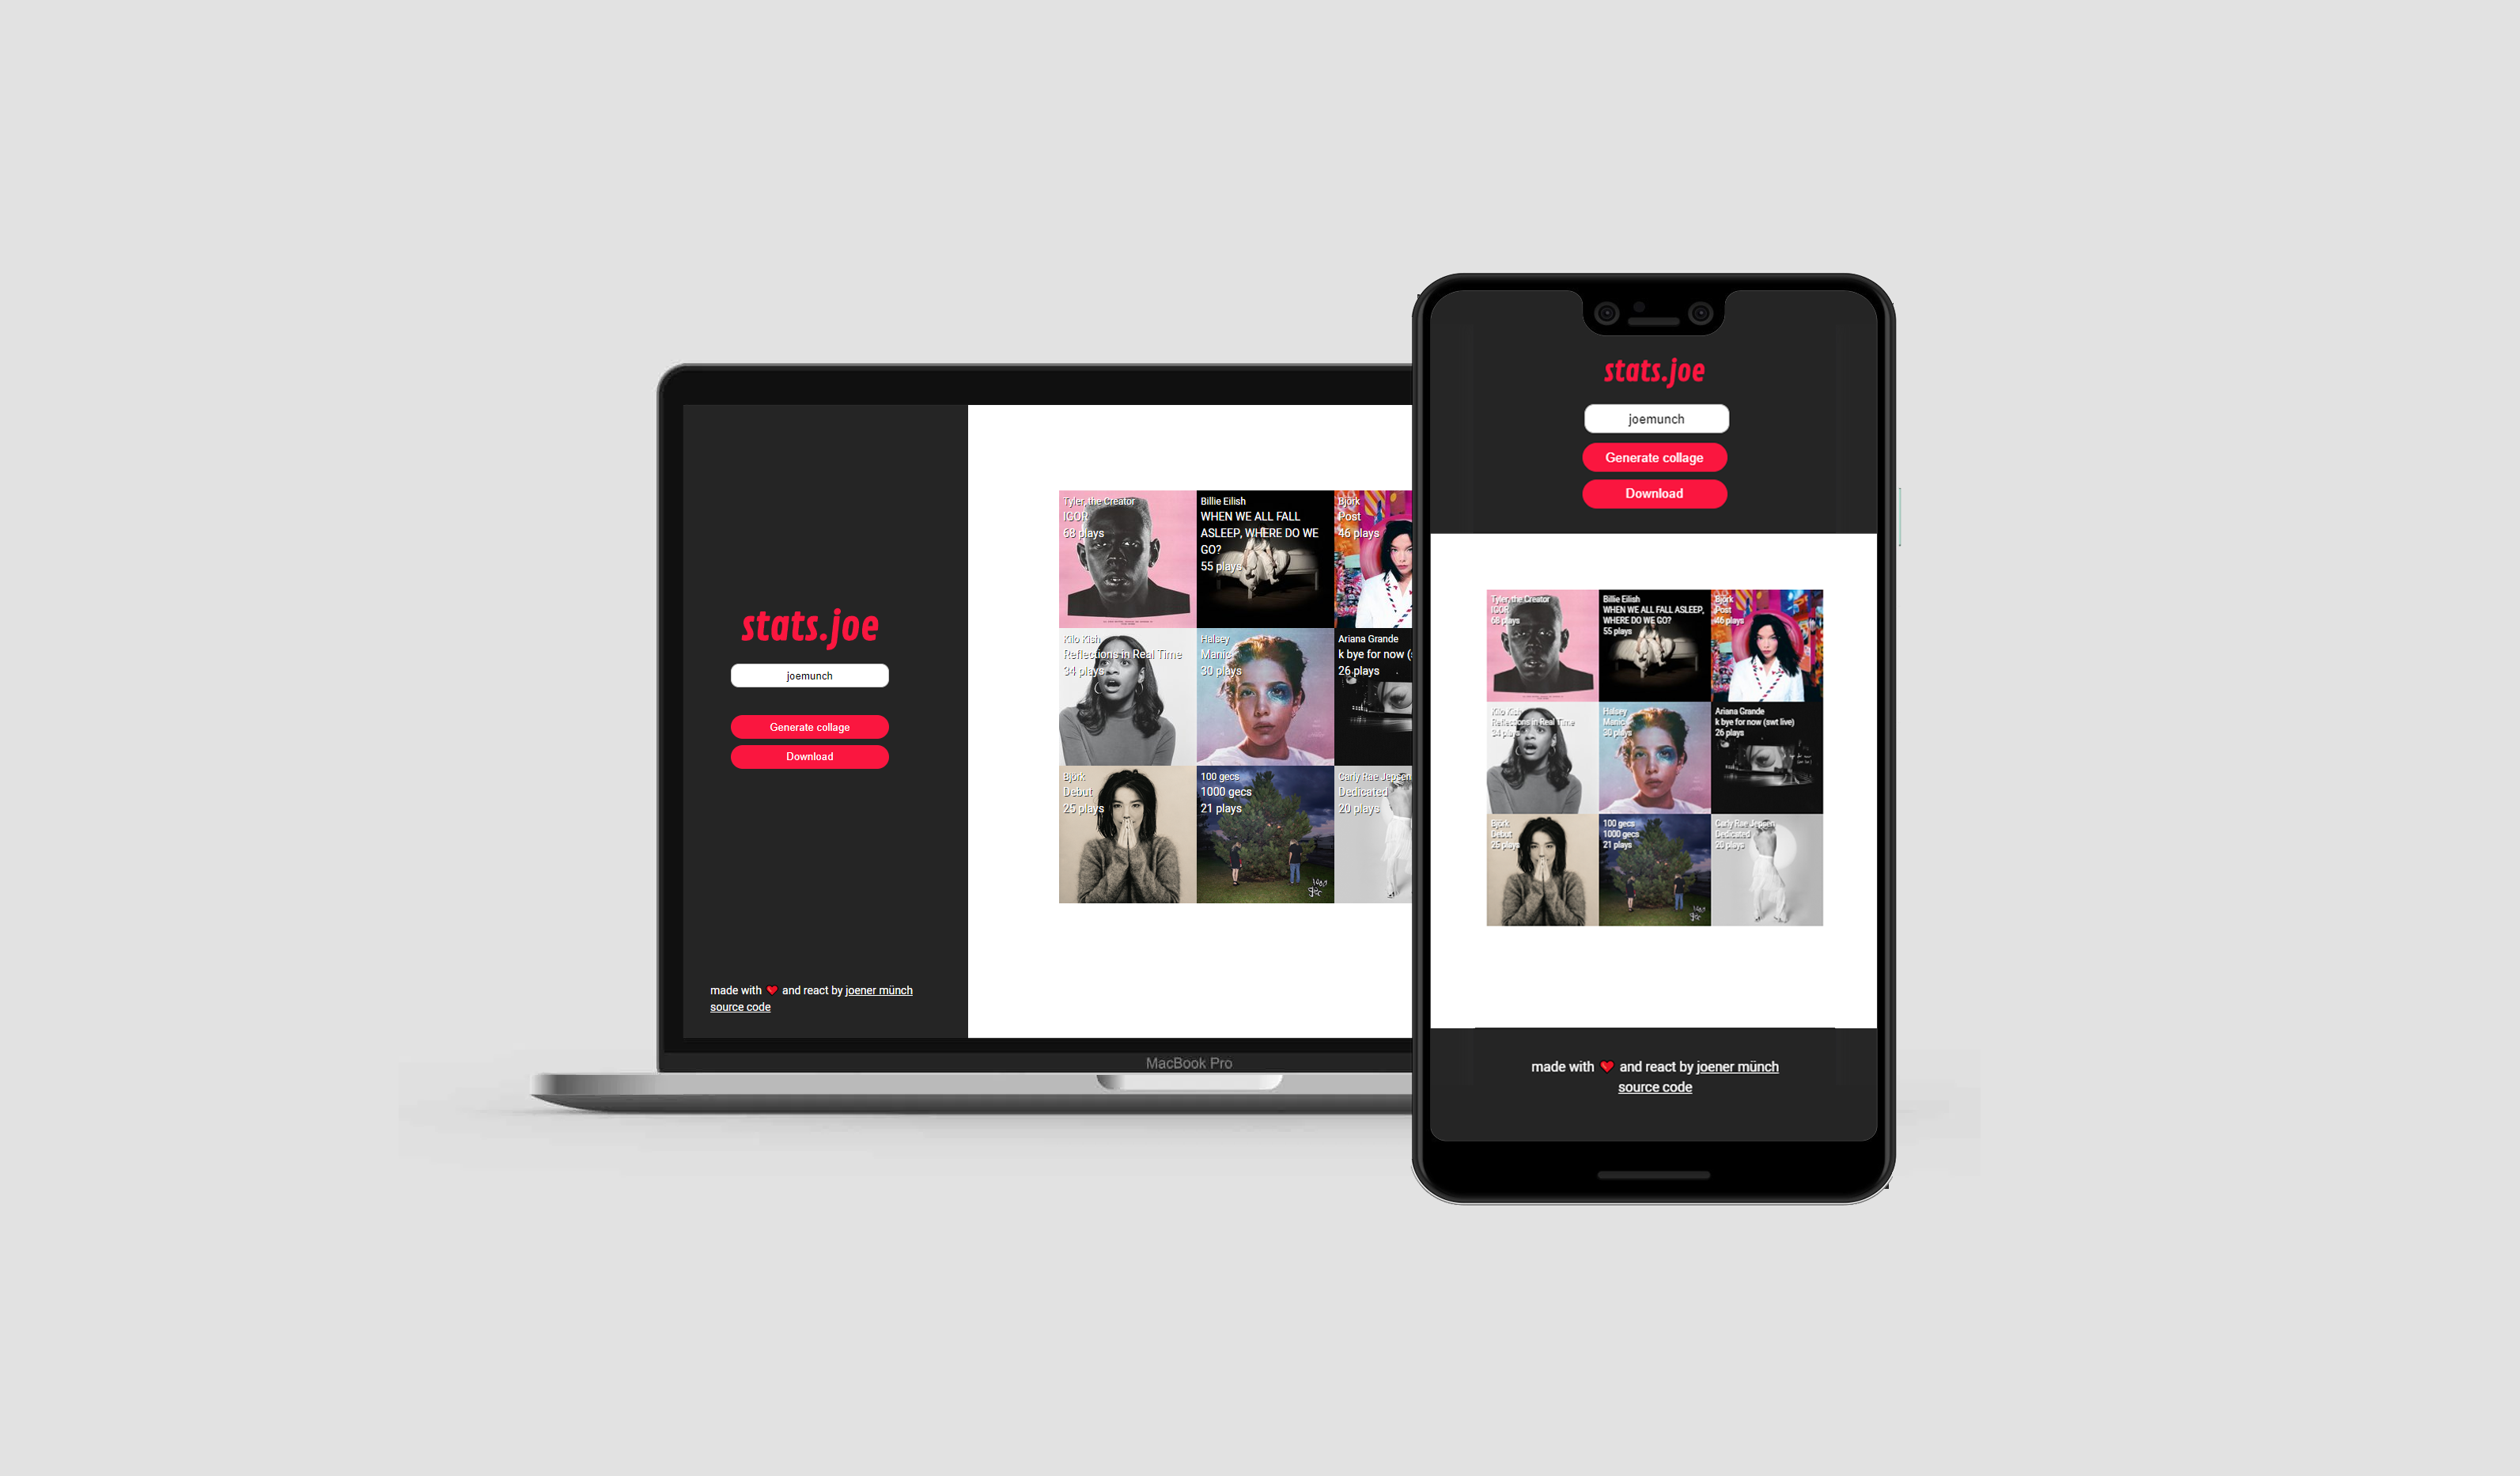 stats.joe
joemunch
Generate collage
Download
Tyler, the Creator
IGOR
68 plays
Billie Eilish
WHEN WE ALL FALL
ASLEEP, WHERE DO WE
GO?
55 plays
Björk
Post
46 plays
Kilo Kish
Reflections in Real Time
34 plays
Halsey
Manic
30 plays
Ariana Grande
k bye for now (
26 plays
Björk
Debut
25 plays
100 gecs
1000 gecs
21 plays
Carly Rae Jepsen
Dedicated
20 plays
made with ❤ and react by joener münch
source code
MacBook Pro
stats.joe
joemunch
Generate collage
Download
Tyler, the Creator
IGOR
68 plays
Billie Eilish
WHEN WE ALL FALL ASLEEP,
WHERE DO WE GO?
55 plays
Björk
Post
46 plays
Kilo Kish
Reflections in Real Time
34 plays
Halsey
Manic
30 plays
Ariana Grande
k bye for now (swt live)
26 plays
Björk
Debut
25 plays
100 gecs
1000 gecs
21 plays
Carly Rae Jepsen
Dedicated
20 plays
made with ❤ and react by joener münch
source code